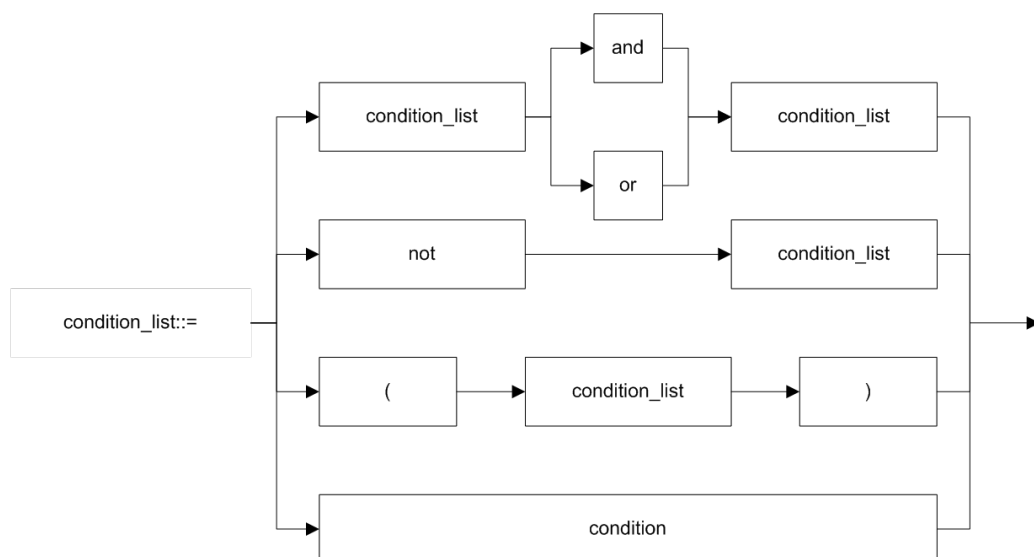 and
condition_list condition_list
or
not condition_list
condition_list::=
( condition_list )
condition